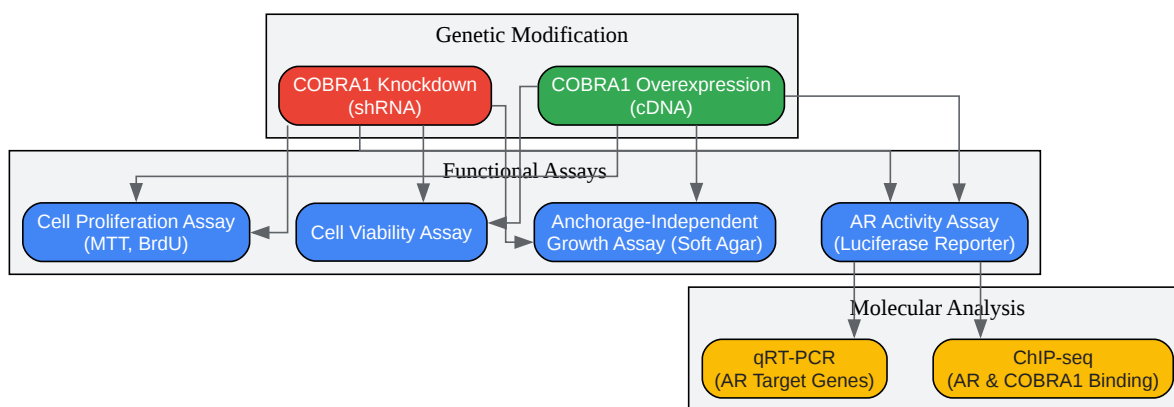 Genetic Modification
COBRA1 Knockdown
(shRNA)
COBRA1 Overexpression
(cDNA)
Functional Assays
Cell Proliferation Assay
(MTT, BrdU)
Cell Viability Assay
Anchorage-Independent
Growth Assay (Soft Agar)
AR Activity Assay
(Luciferase Reporter)
Molecular Analysis
qRT-PCR
(AR Target Genes)
ChIP-seq
(AR & COBRA1 Binding)